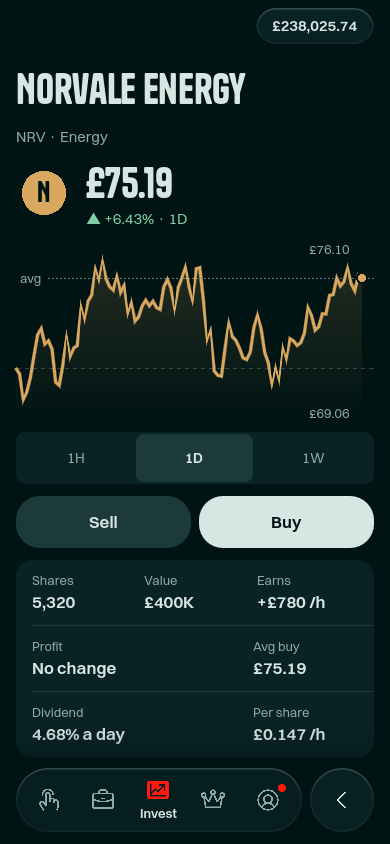 £238,025.74
NORVALE ENERGY
NRV · Energy
N
£75.19
▲ +6.43% · 1D
£76.10
avg
£69.06
1H 1D 1W
Sell Buy
Shares Value Earns
5,320 £400K +£780 /h
Profit Avg buy
No change £75.19
Dividend Per share
4.68% a day £0.147 /h
Invest